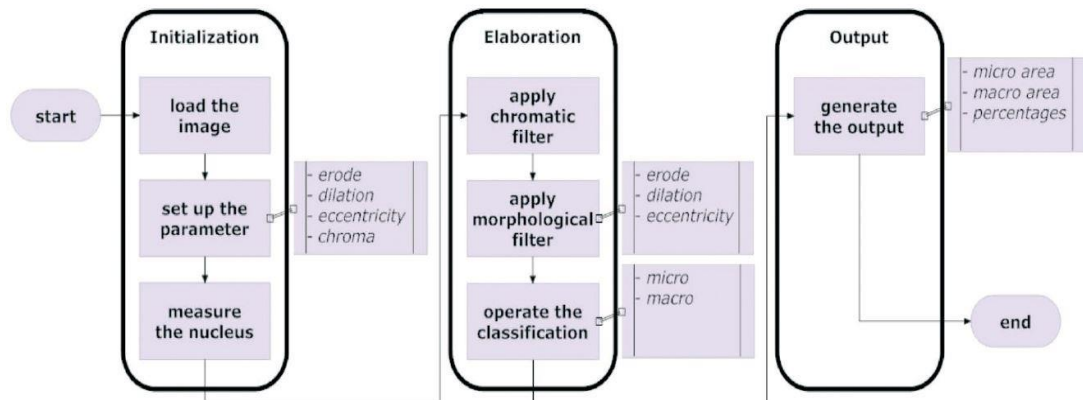 start
Initialization
load the
image
set up the
parameter
- erode
- dilation
- eccentricity
- chroma
measure
the nucleus
Elaboration
apply
chromatic
filter
apply
morphological
filter
- erode
- dilation
- eccentricity
operate the
classification
- micro
- macro
Output
generate
the output
- micro area
- macro area
- percentages
end